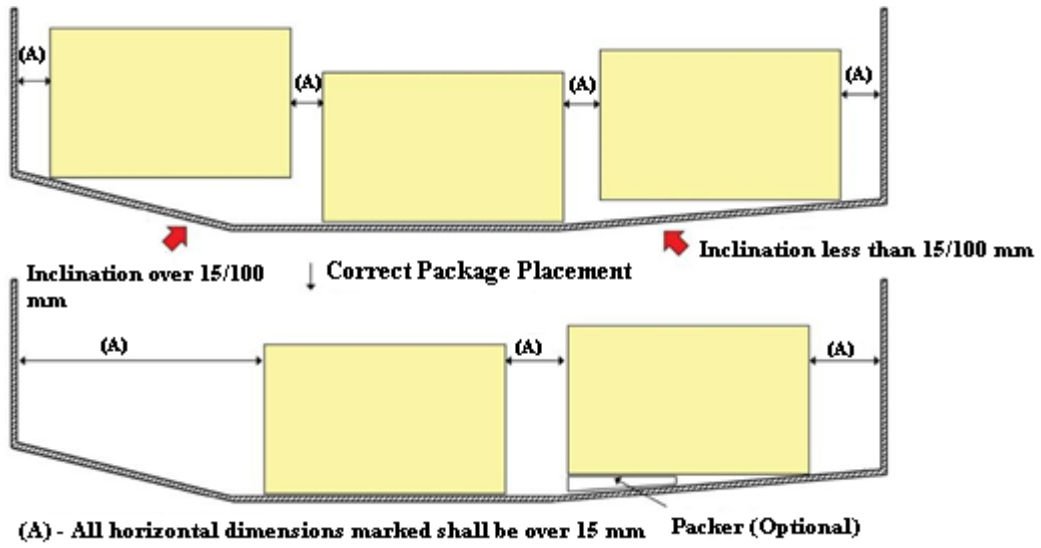 (A)
(A)
(A)
(A)
Inclination over 15/100
mm
Correct Package Placement
Inclination less than 15/100 mm
(A)
(A)
(A)
(A) - All horizontal dimensions marked shall be over 15 mm
Packer (Optional)